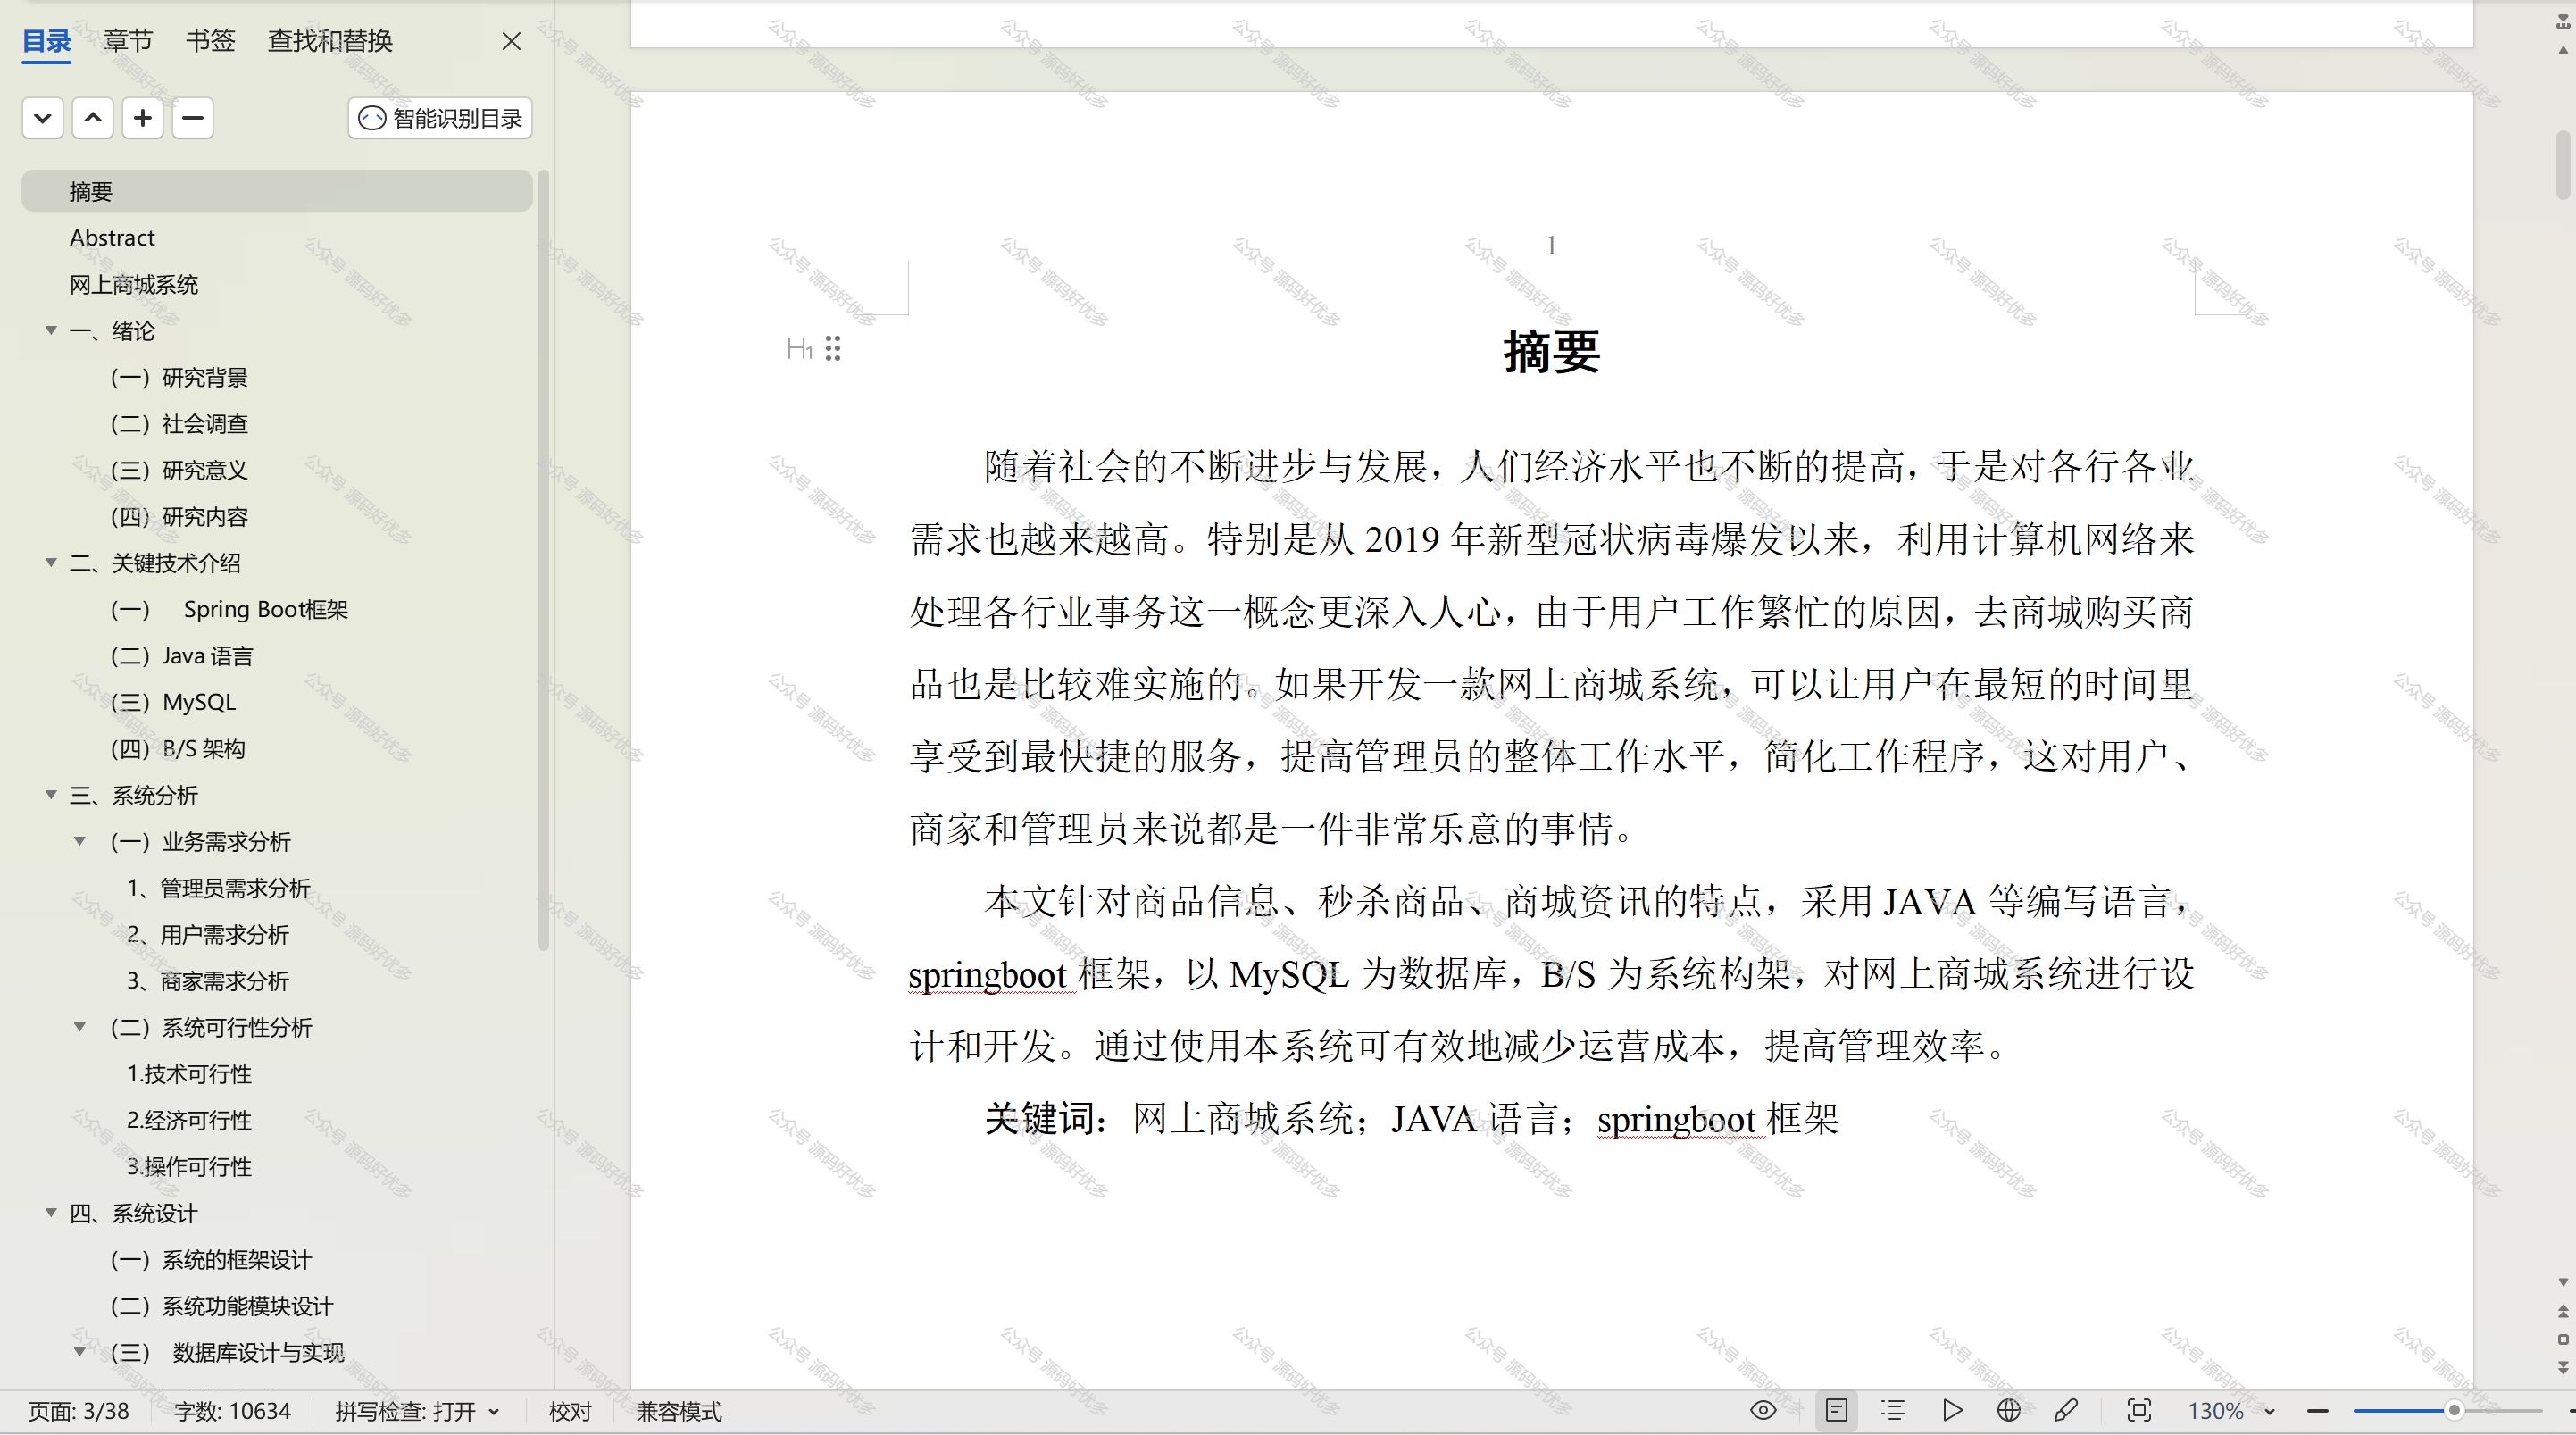 目录 章节 书签 查找和替换
智能识别目录
摘要
Abstract
网上商城系统
一、绪论
（一）研究背景
（二）社会调查
（三）研究意义
（四）研究内容
二、关键技术介绍
（一） Spring Boot框架
（二）Java 语言
（三）MySQL
（四）B/S 架构
三、系统分析
（一）业务需求分析
1、管理员需求分析
2、用户需求分析
3、商家需求分析
（二）系统可行性分析
1.技术可行性
2.经济可行性
3.操作可行性
四、系统设计
（一）系统的框架设计
（二）系统功能模块设计
（三） 数据库设计与实现
1
H1
摘要
随着社会的不断进步与发展，人们经济水平也不断的提高，于是对各行各业
需求也越来越高。特别是从 2019 年新型冠状病毒爆发以来，利用计算机网络来
处理各行业事务这一概念更深入人心，由于用户工作繁忙的原因，去商城购买商
品也是比较难实施的。如果开发一款网上商城系统，可以让用户在最短的时间里
享受到最快捷的服务，提高管理员的整体工作水平，简化工作程序，这对用户、
商家和管理员来说都是一件非常乐意的事情。
本文针对商品信息、秒杀商品、商城资讯的特点，采用 JAVA 等编写语言，
springboot 框架，以 MySQL 为数据库，B/S 为系统构架，对网上商城系统进行设
计和开发。通过使用本系统可有效地减少运营成本，提高管理效率。
关键词：网上商城系统；JAVA 语言；springboot 框架
页面: 3/38 字数: 10634 拼写检查: 打开 校对 兼容模式 130%
公众号 源码好优多